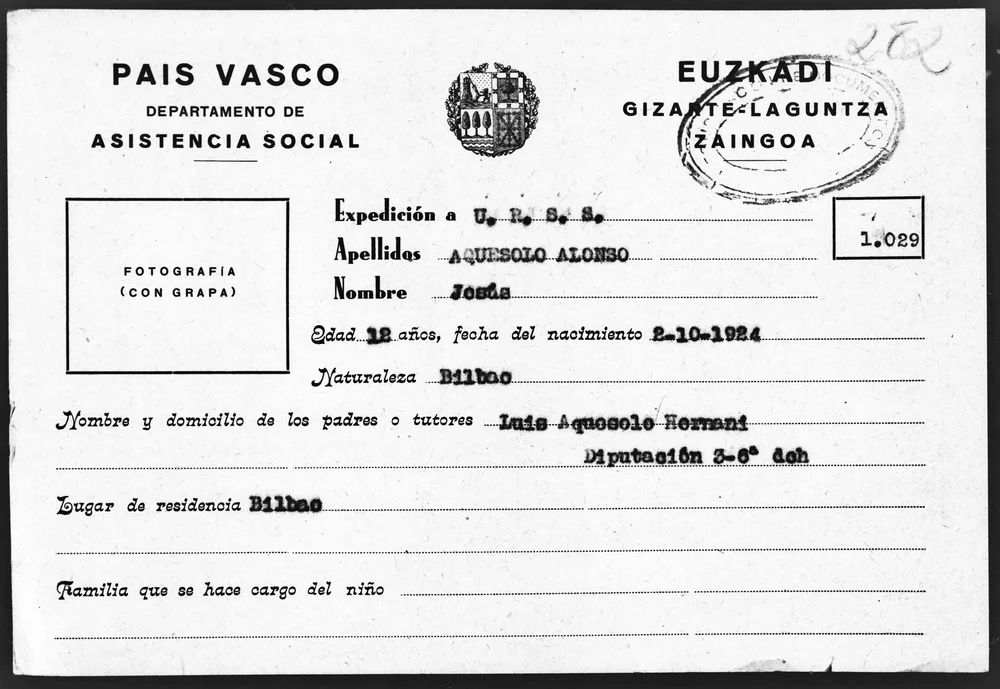 282
PAIS VASCO
DEPARTAMENTO DE
ASISTENCIA SOCIAL
EUZKADI
GIZARTE-LAGUNTZA
ZAINGOA
FOTOGRAFÍA
(CON GRAPA)
Expedición a U. R. S. S.
1.029
Apellidos AQUESOLO ALONSO
Nombre Jesús
Edad 12 años, fecha del nacimiento 2-10-1924
Naturaleza Bilbao
Nombre y domicilio de los padres o tutores Luis Aquesolo Hernani
Diputación 3-6ª dch
Lugar de residencia Bilbao
Familia que se hace cargo del niño